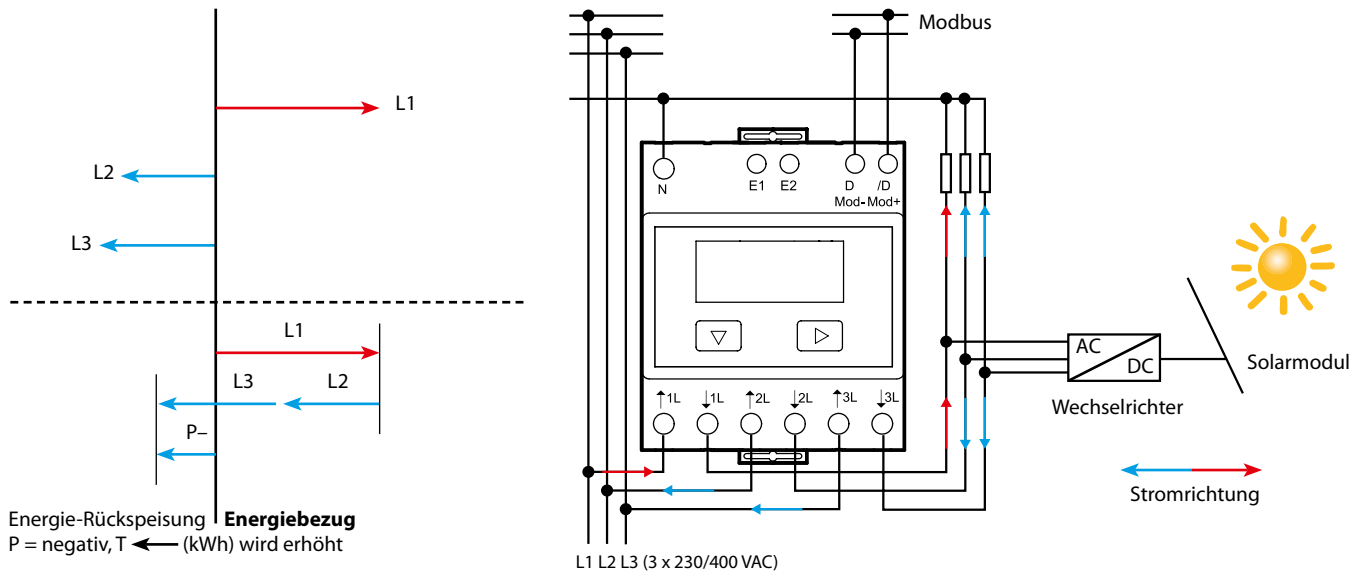 L1
L2
L3
L1
L3
L2
P–
Energie-Rückspeisung Energiebezug
P = negativ, T (kWh) wird erhöht
Modbus
N
E1 E2
D /D
Mod- Mod+
↑1L ↓1L ↑2L ↓2L ↑3L ↓3L
L1 L2 L3 (3 x 230/400 VAC)
AC
DC
Wechselrichter
Solarmodul
Stromrichtung